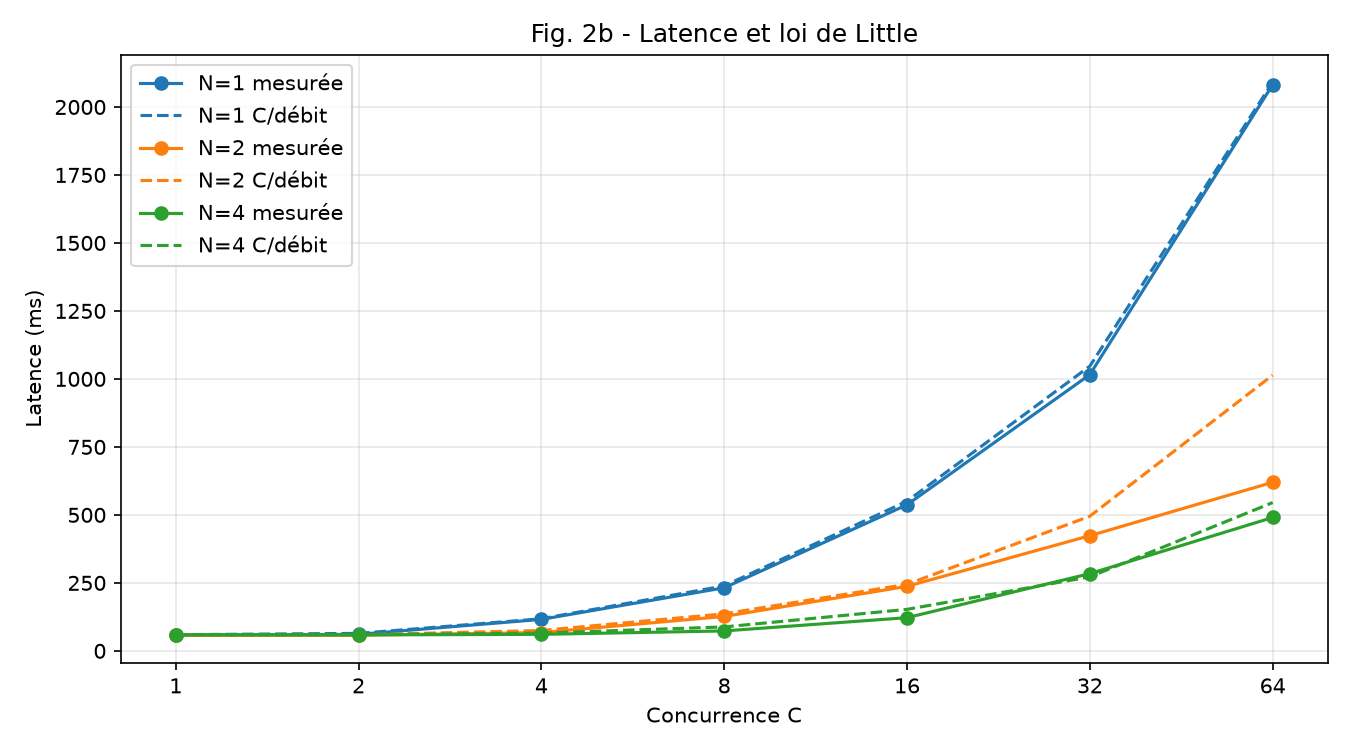 Fig. 2b - Latence et loi de Little
N=1 mesurée
N=1 C/débit
N=2 mesurée
N=2 C/débit
N=4 mesurée
N=4 C/débit
Latence (ms)
2000
1750
1500
1250
1000
750
500
250
0
1 2 4 8 16 32 64
Concurrence C